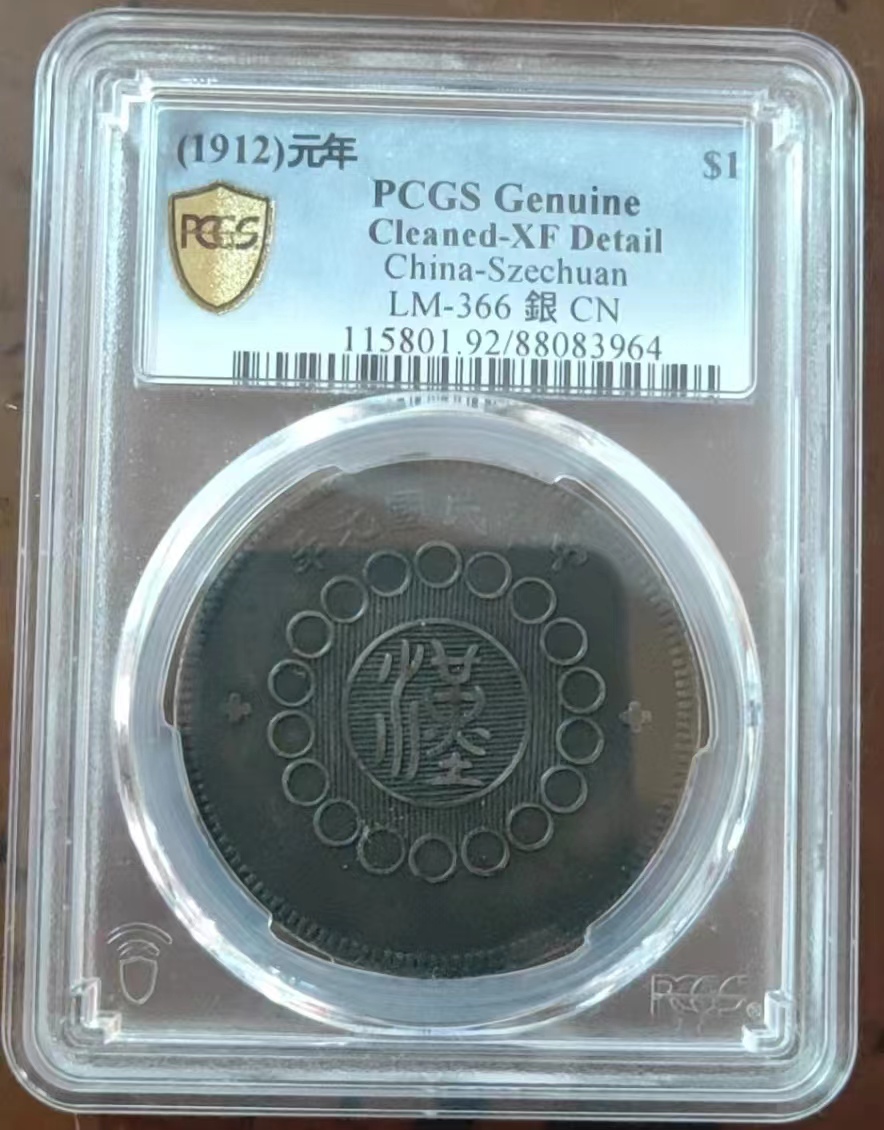 (1912)元年
$1
PCGS
PCGS Genuine
Cleaned-XF Detail
China-Szechuan
LM-366 銀 CN
115801.92/88083964
漢
PCGS